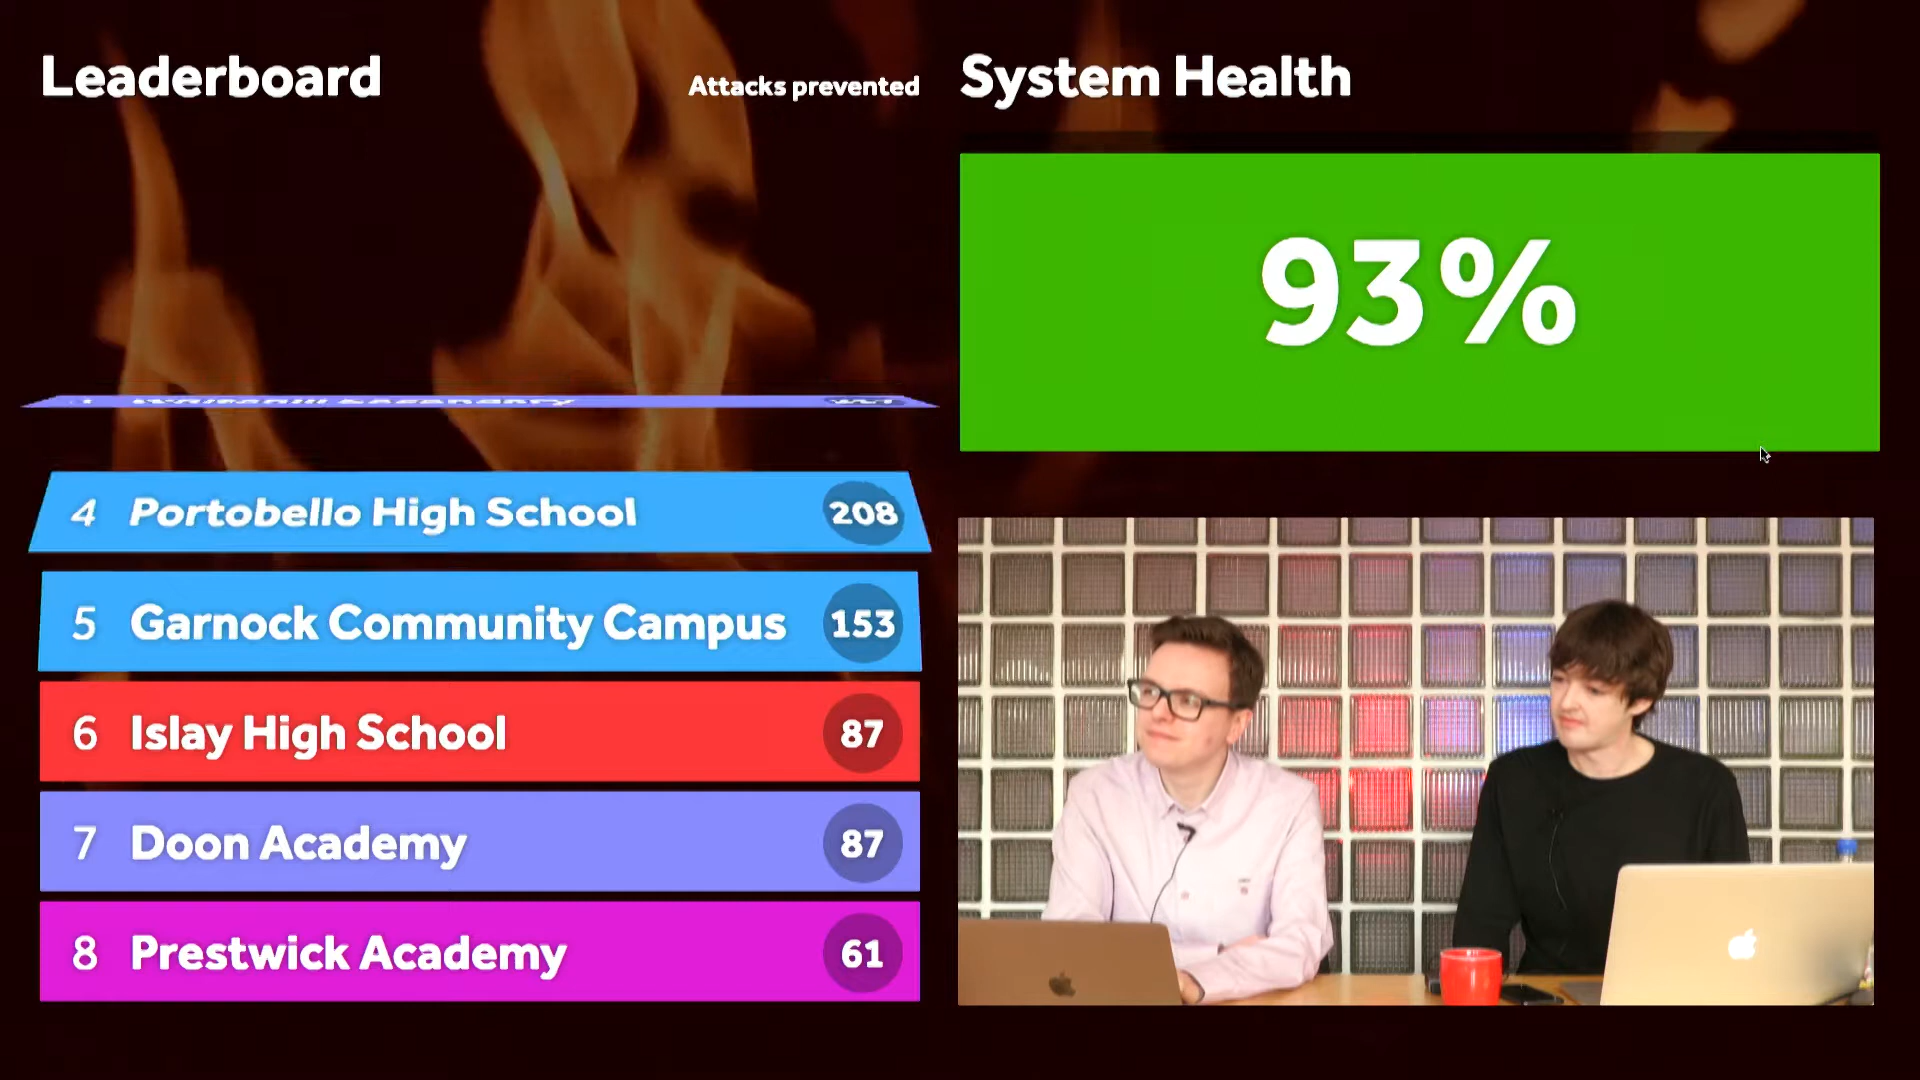 Leaderboard
Attacks prevented
System Health
93%
4 Portobello High School 208
5 Garnock Community Campus 153
6 Islay High School 87
7 Doon Academy 87
8 Prestwick Academy 61